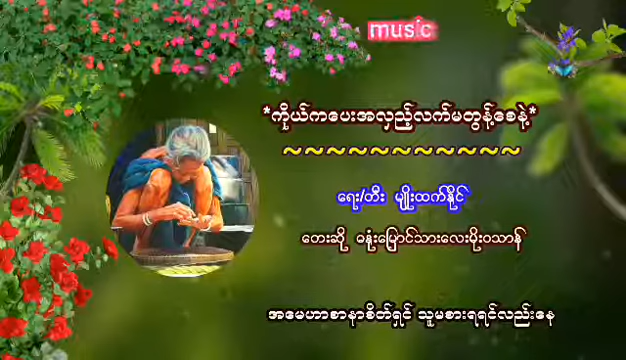 music
*ကိုယ်ကပေးအလှည့်လက်မတွန့်စေနဲ့*
~~~~~~~~~~~
ရေး/တီး မျိုးထက်နိုင်
တေးဆို ဓနုံးမြောင်သားလေးမိုးဝသာန်
အမေဟာစာနာစိတ်ရှင် သူမစားရရင်လည်းနေ